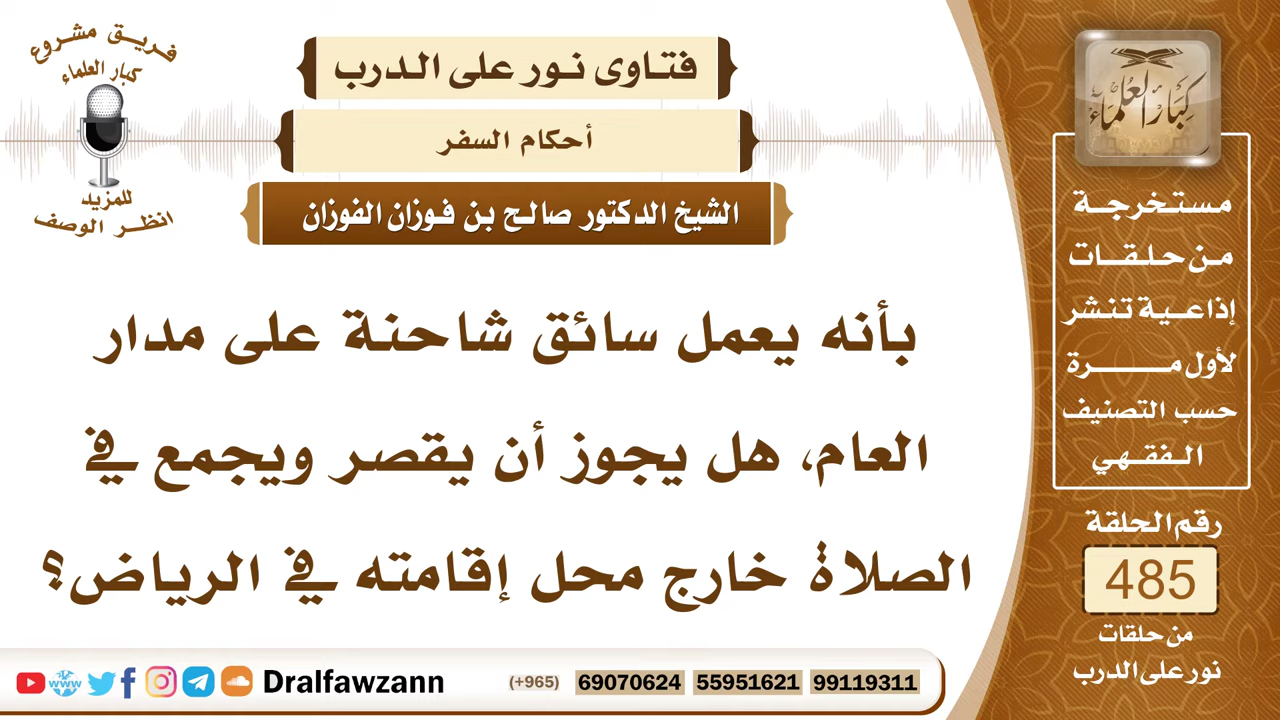 فريق مشروع
كبار العلماء
للمزيد
انظر الوصف
فتاوى نور على الدرب
أحكام السفر
الشيخ الدكتور صالح بن فوزان الفوزان
بأنه يعمل سائق شاحنة على مدار
العام، هل يجوز أن يقصر ويجمع في
الصلاة خارج محل إقامته في الرياض؟
كبار العلماء
مستخرجة
من حلقات
إذاعية تنشر
لأول مرة
حسب التصنيف
الفقهي
رقم الحلقة
485
من حلقات
نور على الدرب
www
Dralfawzann
(+965) 69070624 55951621 99119311